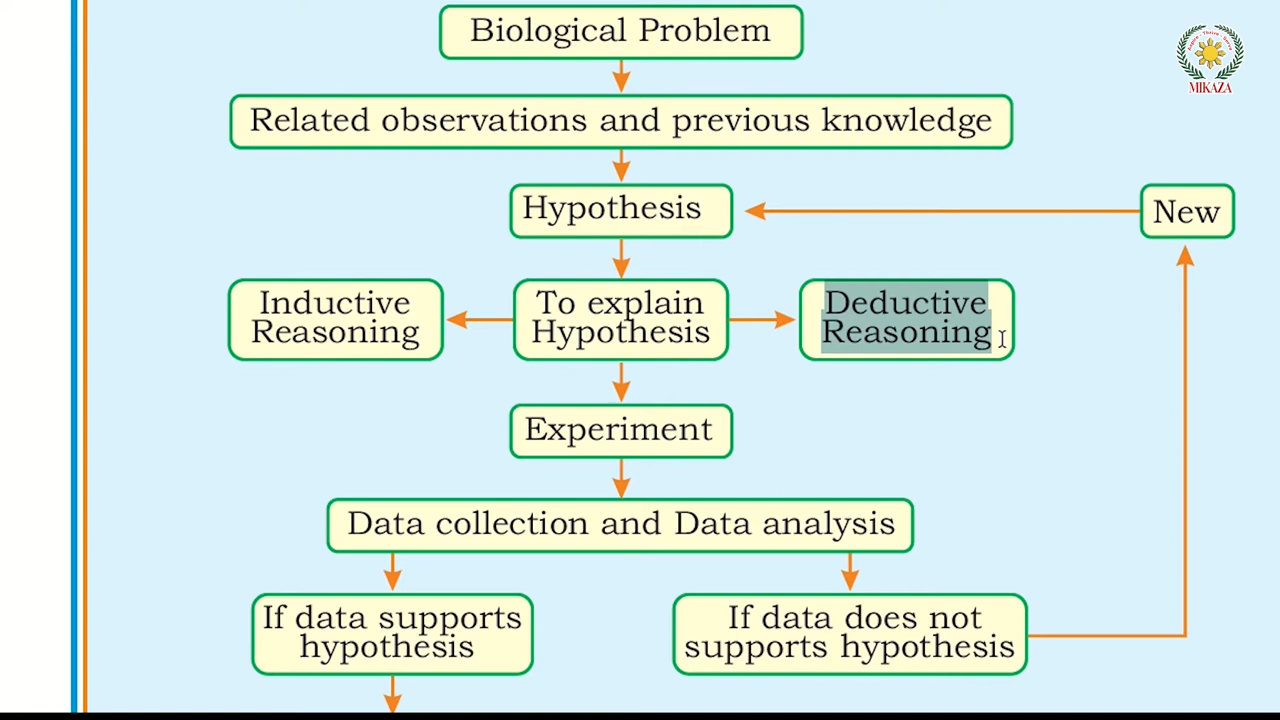 Biological Problem
MIKAZA
Related observations and previous knowledge
Hypothesis
New
Inductive
Reasoning
To explain
Hypothesis
Deductive
Reasoning
Experiment
Data collection and Data analysis
If data supports
hypothesis
If data does not
supports hypothesis